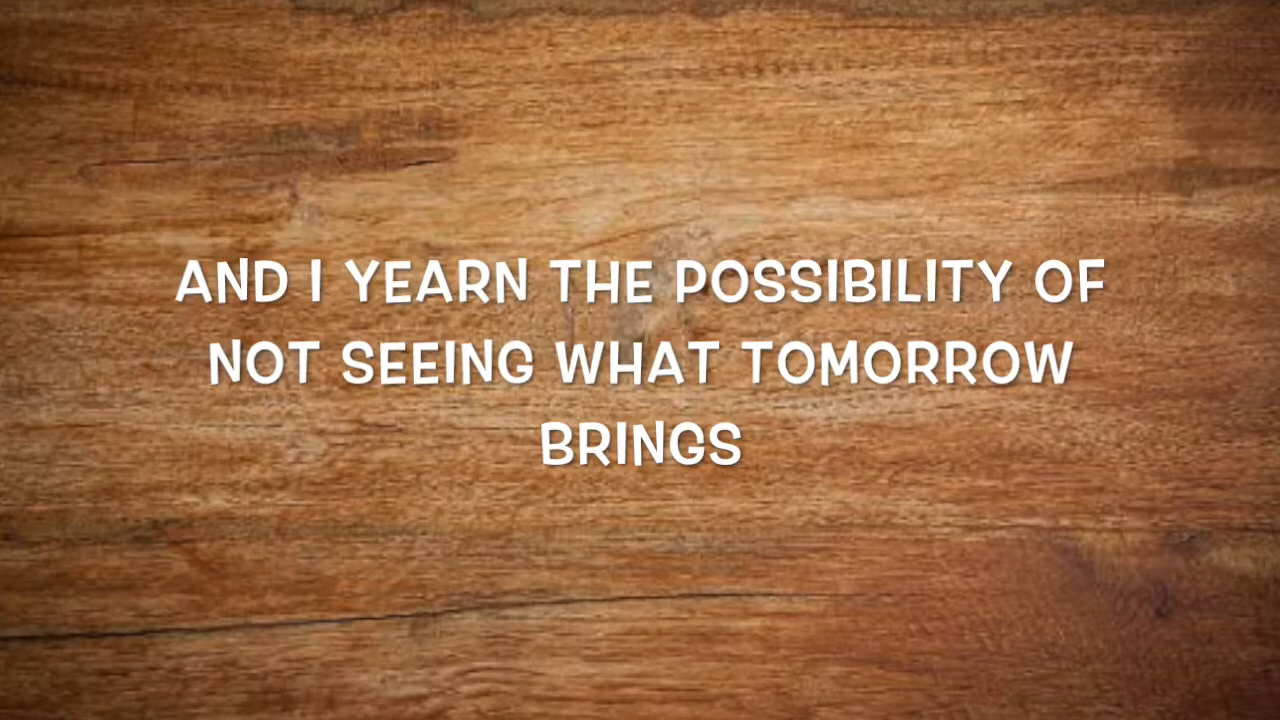 AND I YEARN THE POSSIBILITY OF
NOT SEEING WHAT TOMORROW
BRINGS